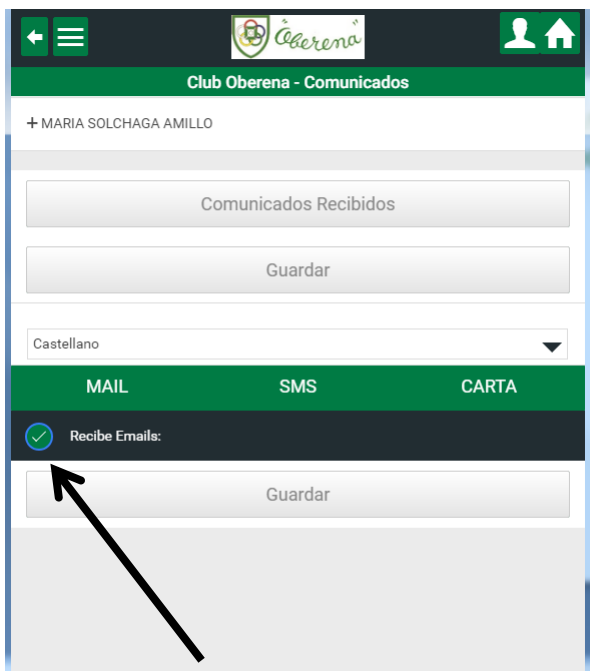 Oberena
Club Oberena - Comunicados
+ MARIA SOLCHAGA AMILLO
Comunicados Recibidos
Guardar
Castellano
MAIL SMS CARTA
Recibe Emails:
Guardar